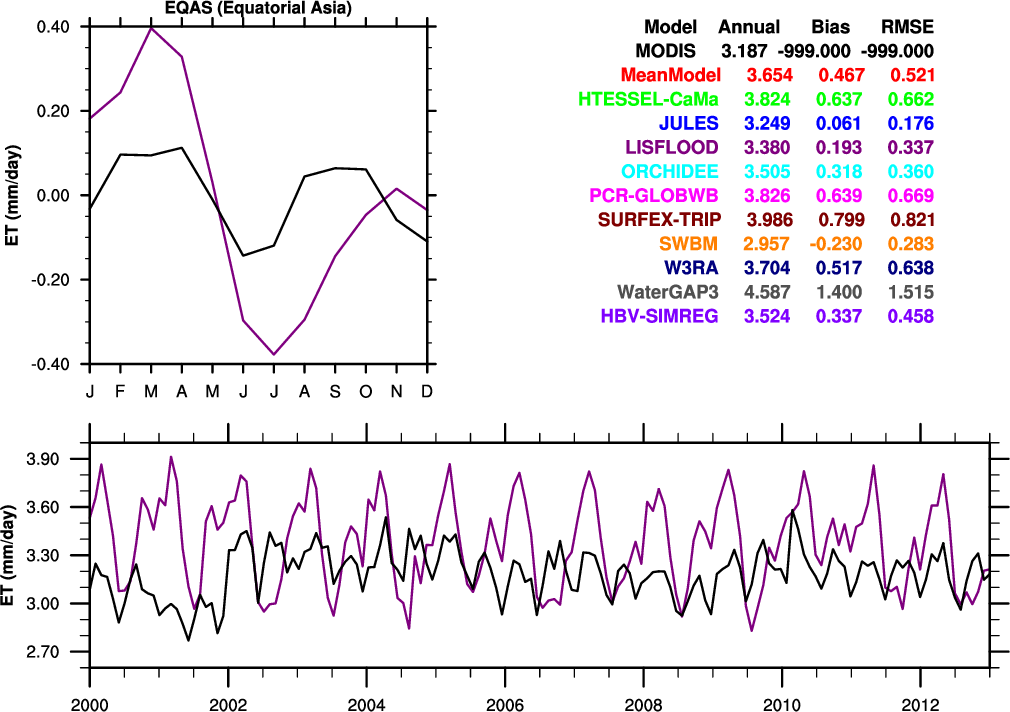 EQAS (Equatorial Asia)
0.40
0.20
0.00
-0.20
-0.40
ET (mm/day)
J F M A M J J A S O N D
Model Annual Bias RMSE
MODIS 3.187 -999.000 -999.000
MeanModel 3.654 0.467 0.521
HTESSEL-CaMa 3.824 0.637 0.662
JULES 3.249 0.061 0.176
LISFLOOD 3.380 0.193 0.337
ORCHIDEE 3.505 0.318 0.360
PCR-GLOBWB 3.826 0.639 0.669
SURFEX-TRIP 3.986 0.799 0.821
SWBM 2.957 -0.230 0.283
W3RA 3.704 0.517 0.638
WaterGAP3 4.587 1.400 1.515
HBV-SIMREG 3.524 0.337 0.458
3.90
3.60
3.30
3.00
2.70
ET (mm/day)
2000 2002 2004 2006 2008 2010 2012